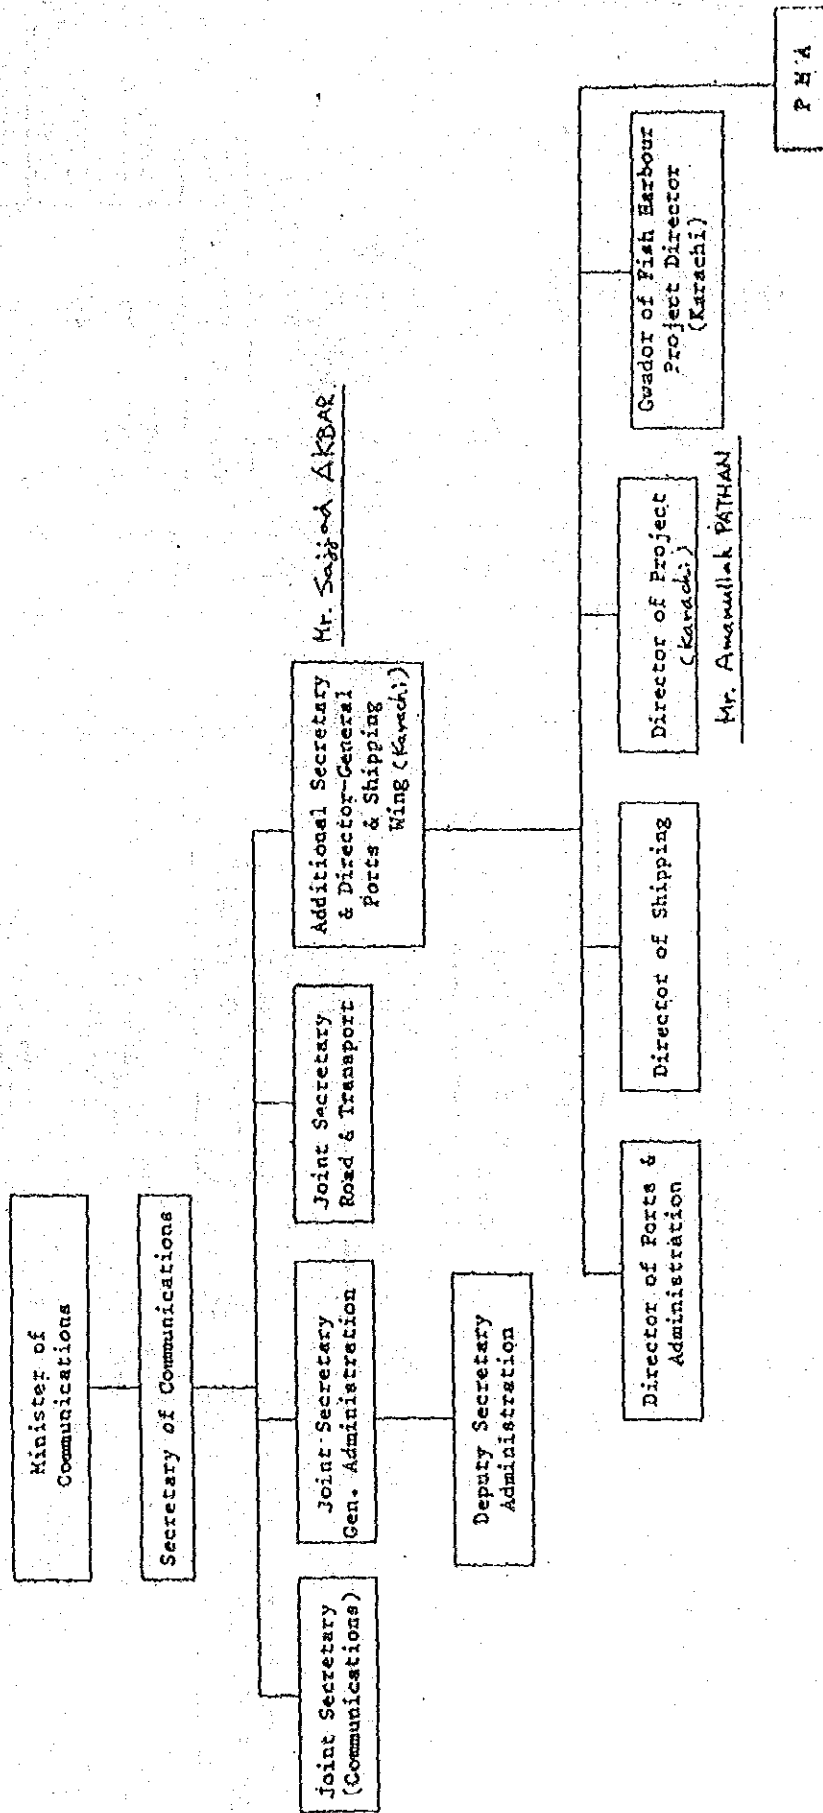 Minister of
Communications
Secretary of Communications
Joint Secretary
(Communications)
Joint Secretary
Gen. Administration
Joint Secretary
Road & Transport
Additional Secretary
& Director-General
Ports & Shipping
Wing (Karachi)
Mr. Sajjad AKBAR
Deputy Secretary
Administration
Director of Ports &
Administration
Director of Shipping
Director of Project
(Karachi)
Mr. Amanullah PATHAN
Gwador of Fish Harbour
Project Director
(Karachi)
P H A